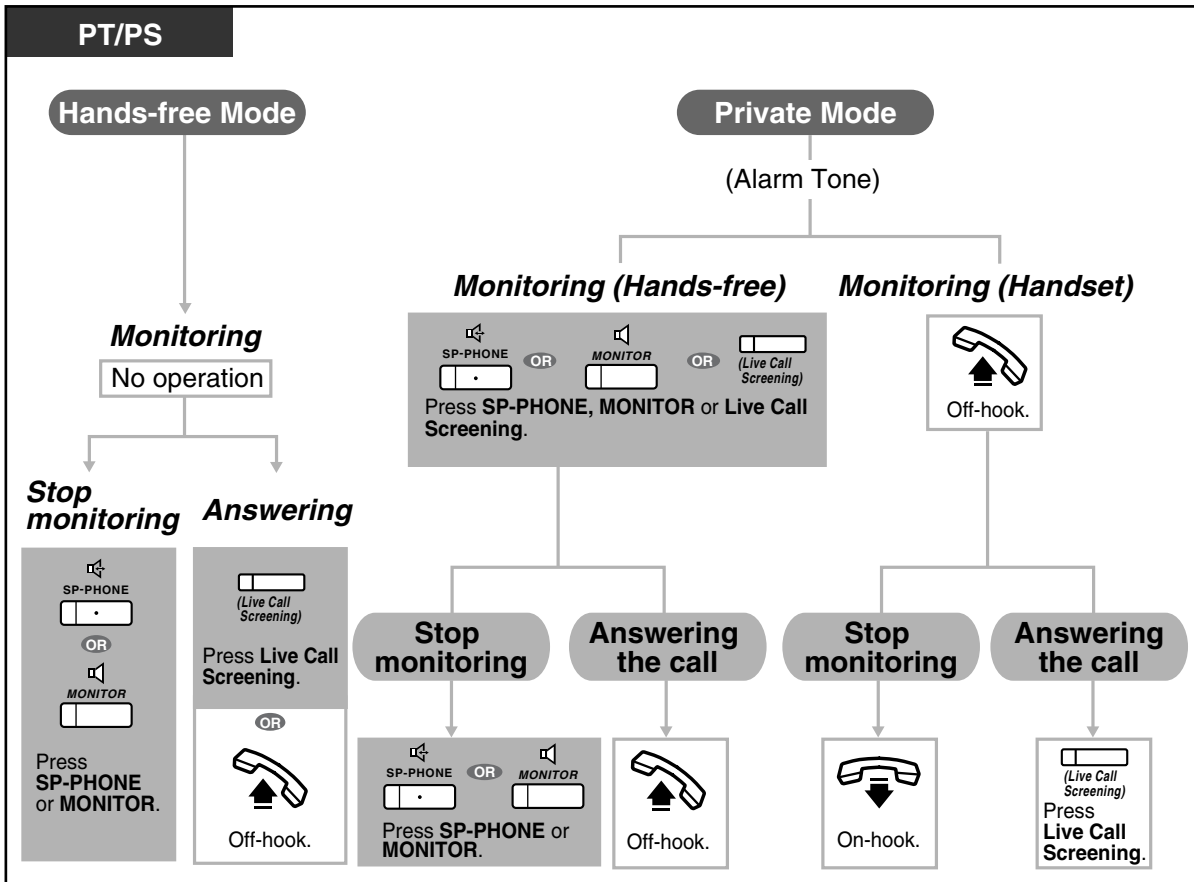 PT/PS
Hands-free Mode
Monitoring
No operation
Stop
monitoring
SP-PHONE
OR
MONITOR
Press
SP-PHONE
or MONITOR.
Answering
(Live Call
Screening)
Press Live Call
Screening.
OR
Off-hook.
Private Mode
(Alarm Tone)
Monitoring (Hands-free)
SP-PHONE
OR
MONITOR
OR
(Live Call
Screening)
Press SP-PHONE, MONITOR or Live Call
Screening.
Stop
monitoring
SP-PHONE
OR
MONITOR
Press SP-PHONE or
MONITOR.
Answering
the call
Off-hook.
Monitoring (Handset)
Off-hook.
Stop
monitoring
On-hook.
Answering
the call
(Live Call
Screening)
Press
Live Call
Screening.